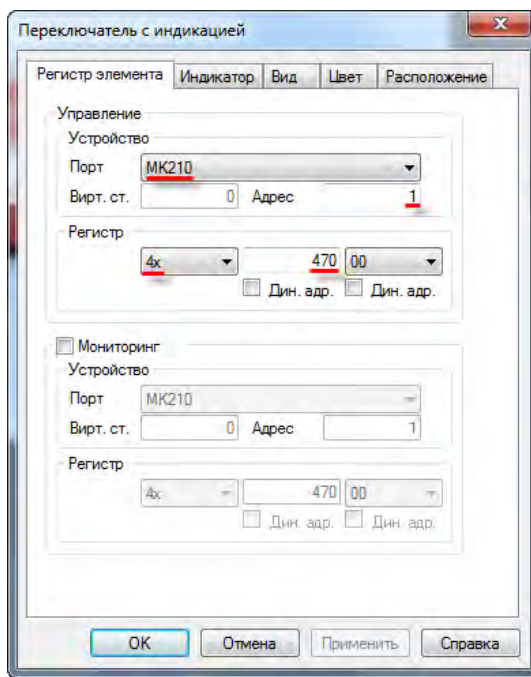 Переключатель с индикацией
Регистр элемента Индикатор Вид Цвет Расположение
Управление
Устройство
Порт МК210
Вирт. ст. 0 Адрес 1
Регистр
4x 470 00
Дин. адр. Дин. адр.
Мониторинг
Устройство
Порт МК210
Вирт. ст. 0 Адрес 1
Регистр
4x 470 00
Дин. адр. Дин. адр.
OK Отмена Применить Справка